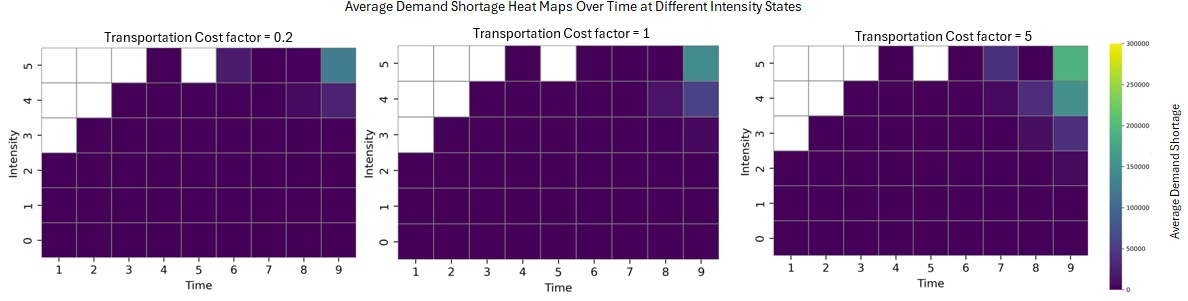 Average Demand Shortage Heat Maps Over Time at Different Intensity States
Transportation Cost factor = 0.2
5
4
3
2
1
0
Intensity
1 2 3 4 5 6 7 8 9
Time
Transportation Cost factor = 1
5
4
3
2
1
0
Intensity
1 2 3 4 5 6 7 8 9
Time
Transportation Cost factor = 5
5
4
3
2
1
0
Intensity
1 2 3 4 5 6 7 8 9
Time
300000
250000
200000
150000
100000
50000
0
Average Demand Shortage